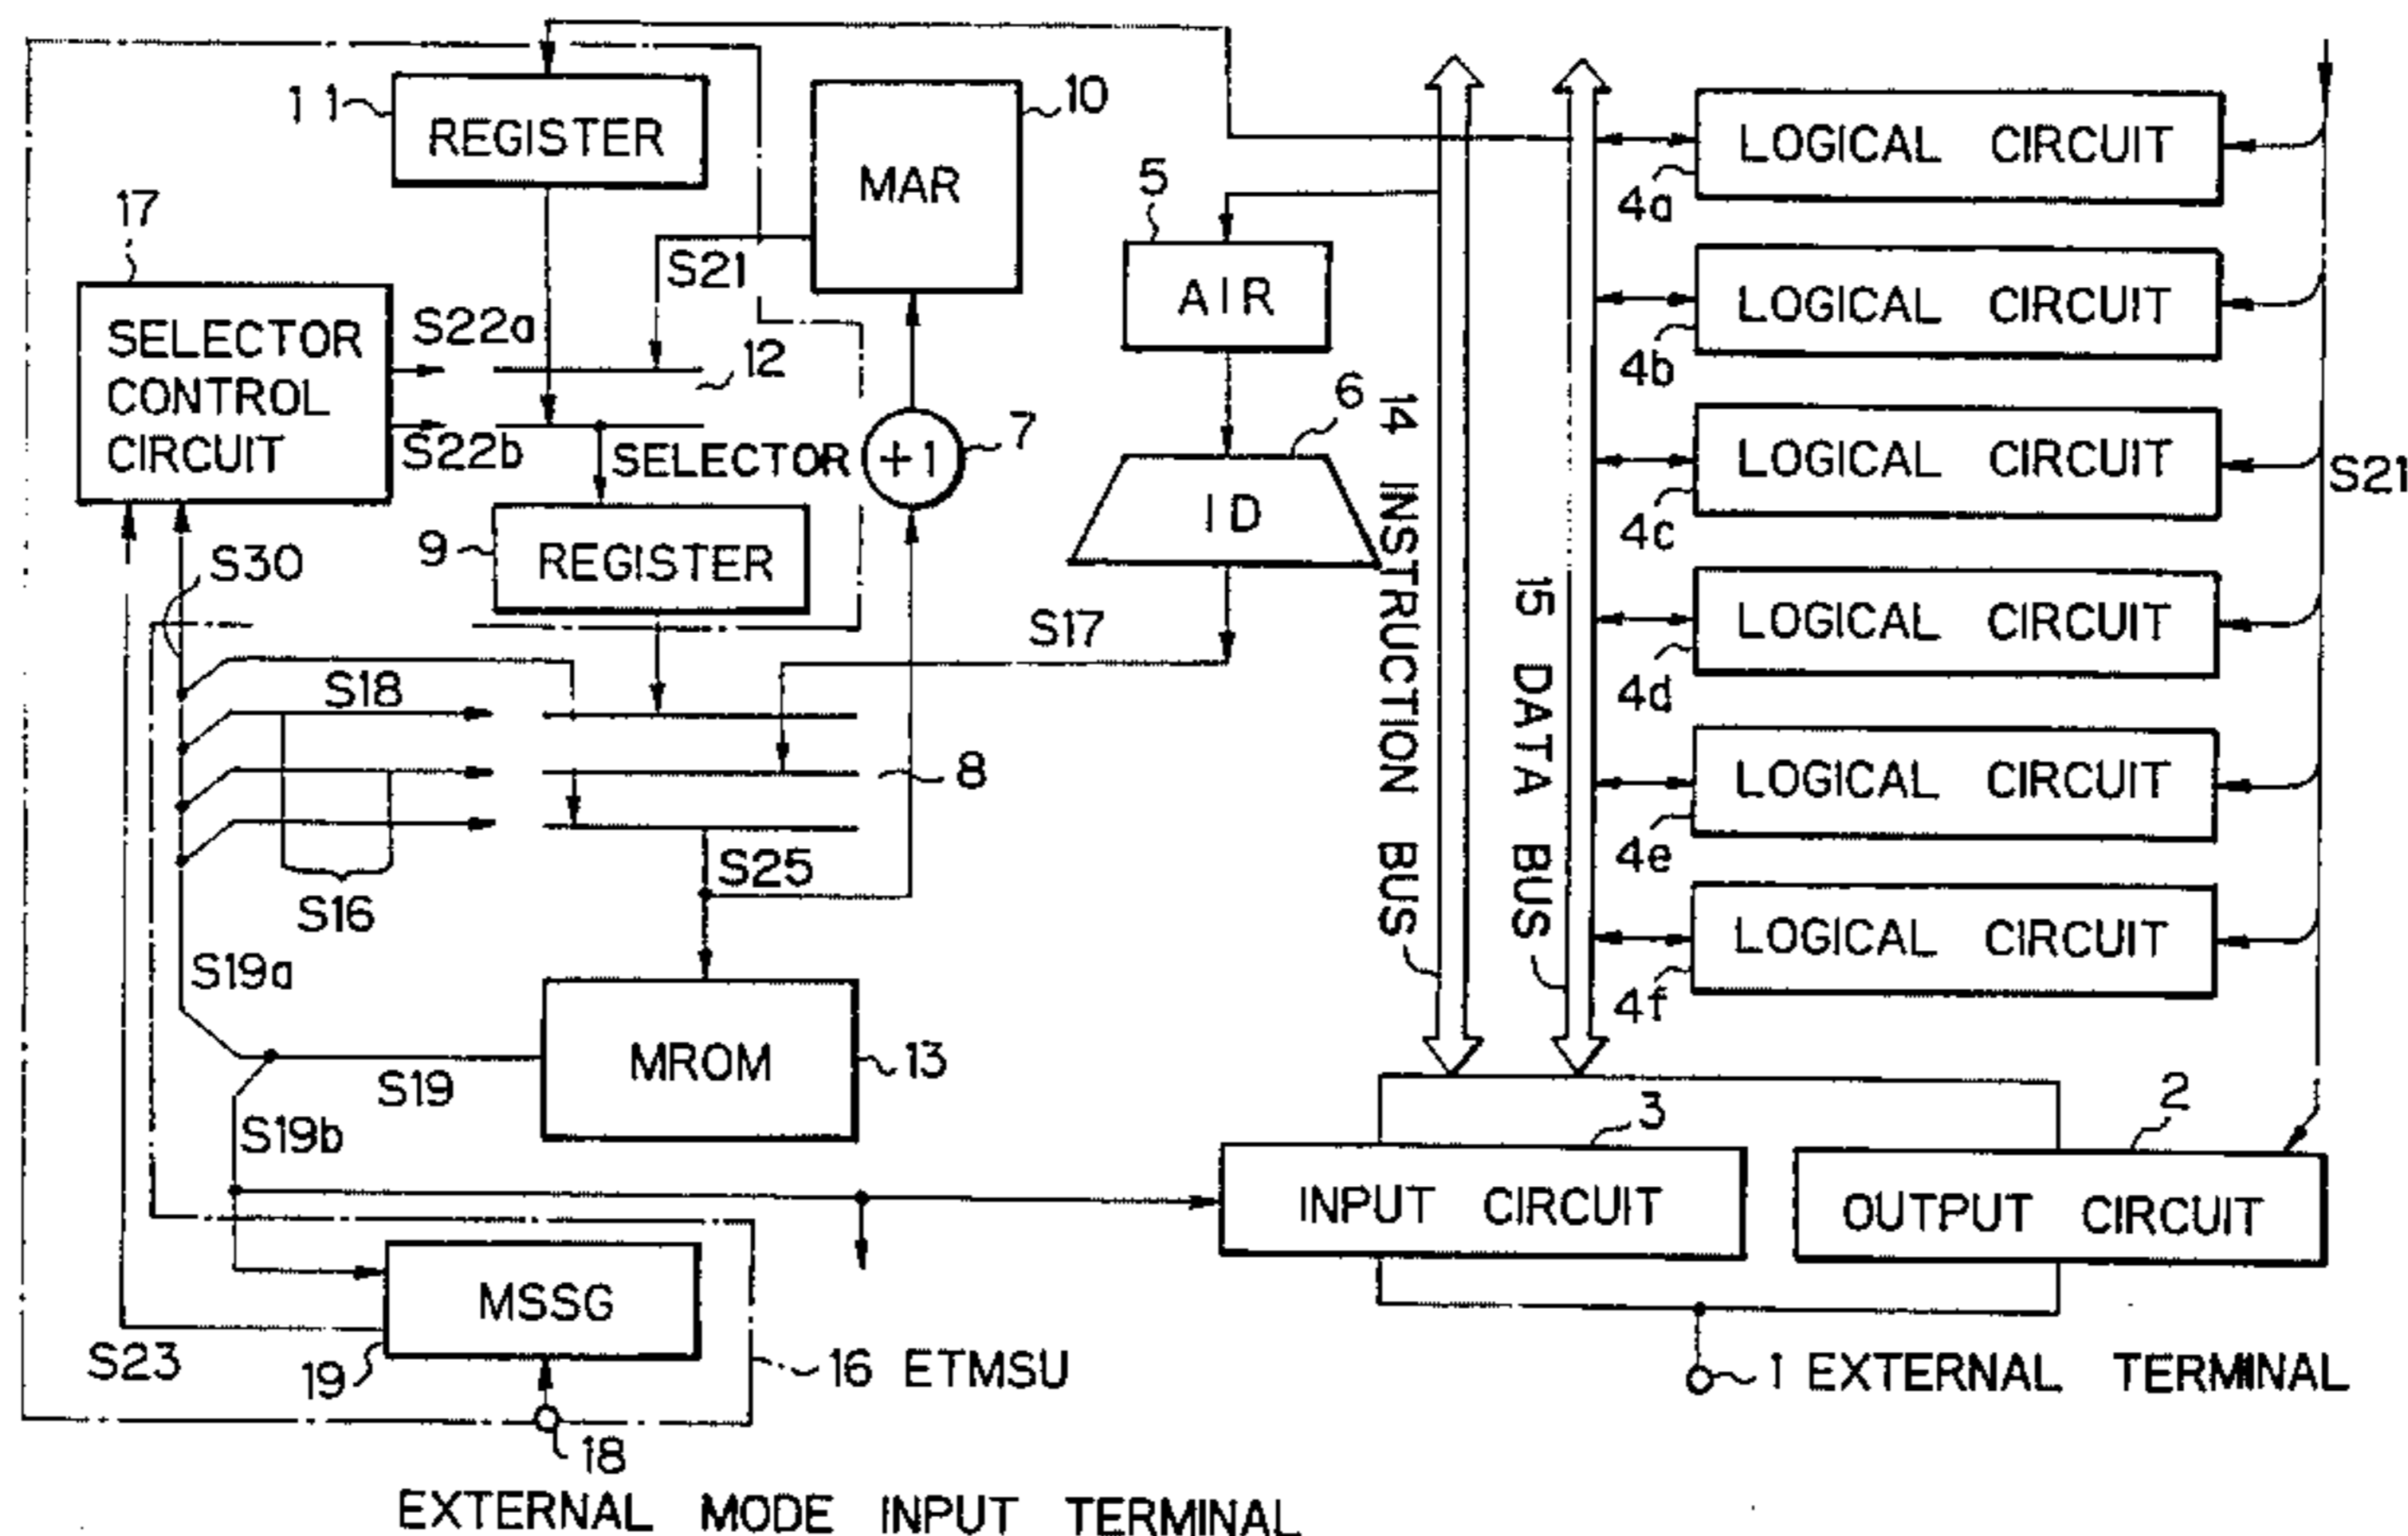 11
REGISTER
10
MAR
17
SELECTOR
CONTROL
CIRCUIT
S22a
S22b
S21
12
SELECTOR
+1
7
9
REGISTER
S30
5
AIR
6
ID
S17
S18
8
S16
S25
S19a
S19
S19b
MROM
13
MSSG
19
S23
16 ETMSU
18
EXTERNAL MODE INPUT TERMINAL
14 INSTRUCTION BUS
15 DATA BUS
LOGICAL CIRCUIT
4a
LOGICAL CIRCUIT
4b
LOGICAL CIRCUIT
4c
LOGICAL CIRCUIT
4d
LOGICAL CIRCUIT
4e
LOGICAL CIRCUIT
4f
S21
3
INPUT CIRCUIT
2
OUTPUT CIRCUIT
1 EXTERNAL TERMINAL